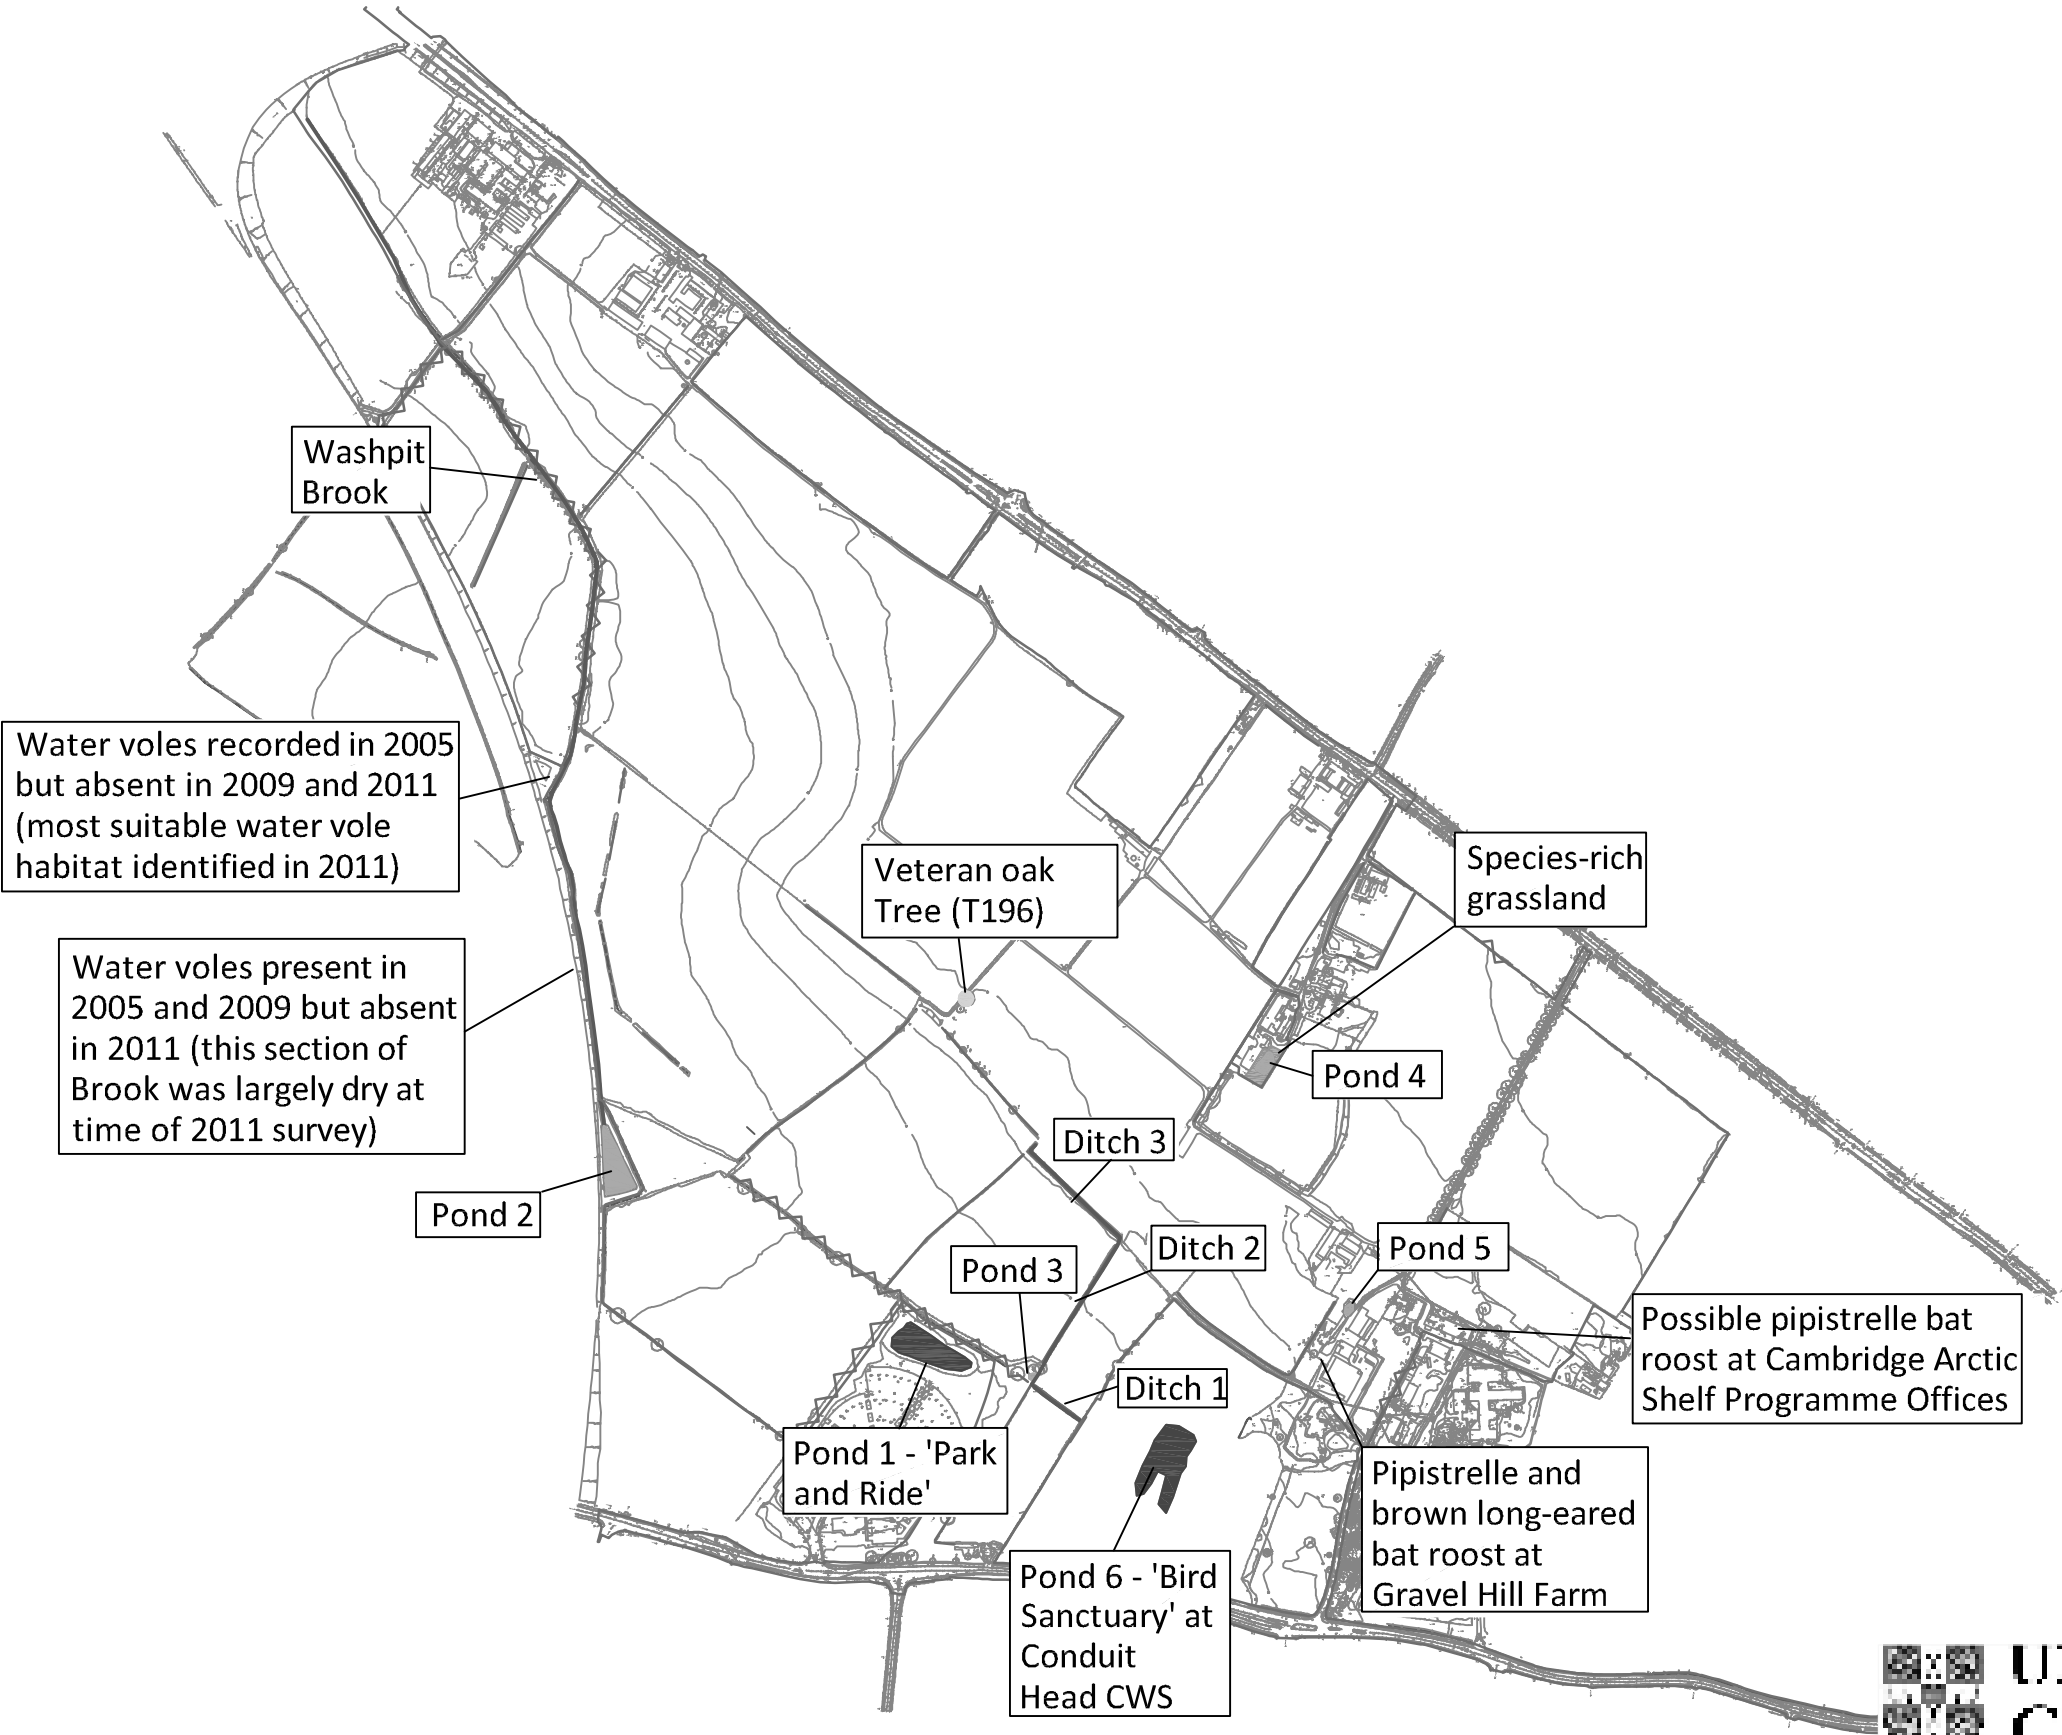 Washpit
Brook
Water voles recorded in 2005
but absent in 2009 and 2011
(most suitable water vole
habitat identified in 2011)
Veteran oak
Tree (T196)
Species-rich
grassland
Water voles present in
2005 and 2009 but absent
in 2011 (this section of
Brook was largely dry at
time of 2011 survey)
Pond 4
Ditch 3
Pond 2
Ditch 2
Pond 5
Pond 3
Possible pipistrelle bat
roost at Cambridge Arctic
Shelf Programme Offices
Ditch 1
Pond 1 - 'Park
and Ride'
Pipistrelle and
brown long-eared
bat roost at
Gravel Hill Farm
Pond 6 - 'Bird
Sanctuary' at
Conduit
Head CWS